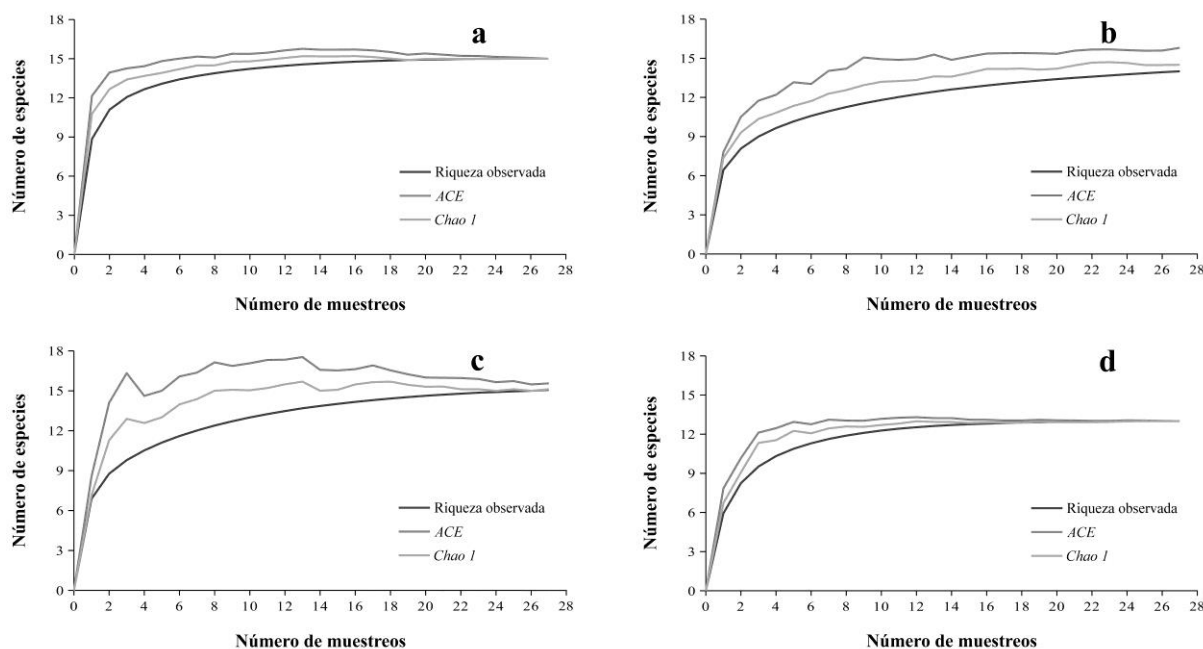 a
Número de especies
18
15
12
9
6
3
0
Riqueza observada
ACE
Chao 1
0 2 4 6 8 10 12 14 16 18 20 22 24 26 28
Número de muestreos
b
Número de especies
18
15
12
9
6
3
0
Riqueza observada
ACE
Chao 1
0 2 4 6 8 10 12 14 16 18 20 22 24 26 28
Número de muestreos
c
Número de especies
18
15
12
9
6
3
0
Riqueza observada
ACE
Chao 1
0 2 4 6 8 10 12 14 16 18 20 22 24 26 28
Número de muestreos
d
Número de especies
18
15
12
9
6
3
0
Riqueza observada
ACE
Chao 1
0 2 4 6 8 10 12 14 16 18 20 22 24 26 28
Número de muestreos